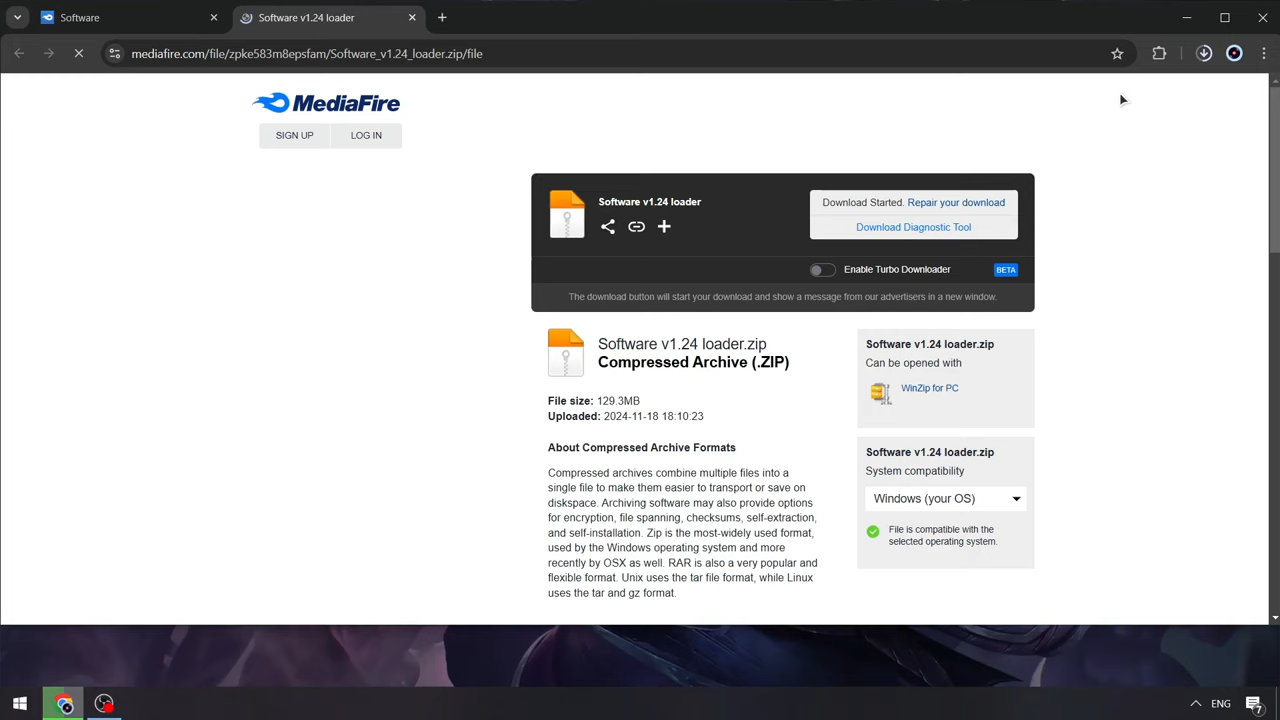 Software
Software v1.24 loader
mediafire.com/file/zpke583m8epsfam/Software_v1.24_loader.zip/file
MediaFire
SIGN UP
LOG IN
Software v1.24 loader
Download Started. Repair your download
Download Diagnostic Tool
Enable Turbo Downloader
BETA
The download button will start your download and show a message from our advertisers in a new window.
Software v1.24 loader.zip
Compressed Archive (.ZIP)
File size: 129.3MB
Uploaded: 2024-11-18 18:10:23
About Compressed Archive Formats
Compressed archives combine multiple files into a
single file to make them easier to transport or save on
diskspace. Archiving software may also provide options
for encryption, file spanning, checksums, self-extraction,
and self-installation. Zip is the most-widely used format,
used by the Windows operating system and more
recently by OSX as well. RAR is also a very popular and
flexible format. Unix uses the tar file format, while Linux
uses the tar and gz format.
Software v1.24 loader.zip
Can be opened with
WinZip for PC
Software v1.24 loader.zip
System compatibility
Windows (your OS)
File is compatible with the
selected operating system.
ENG
7